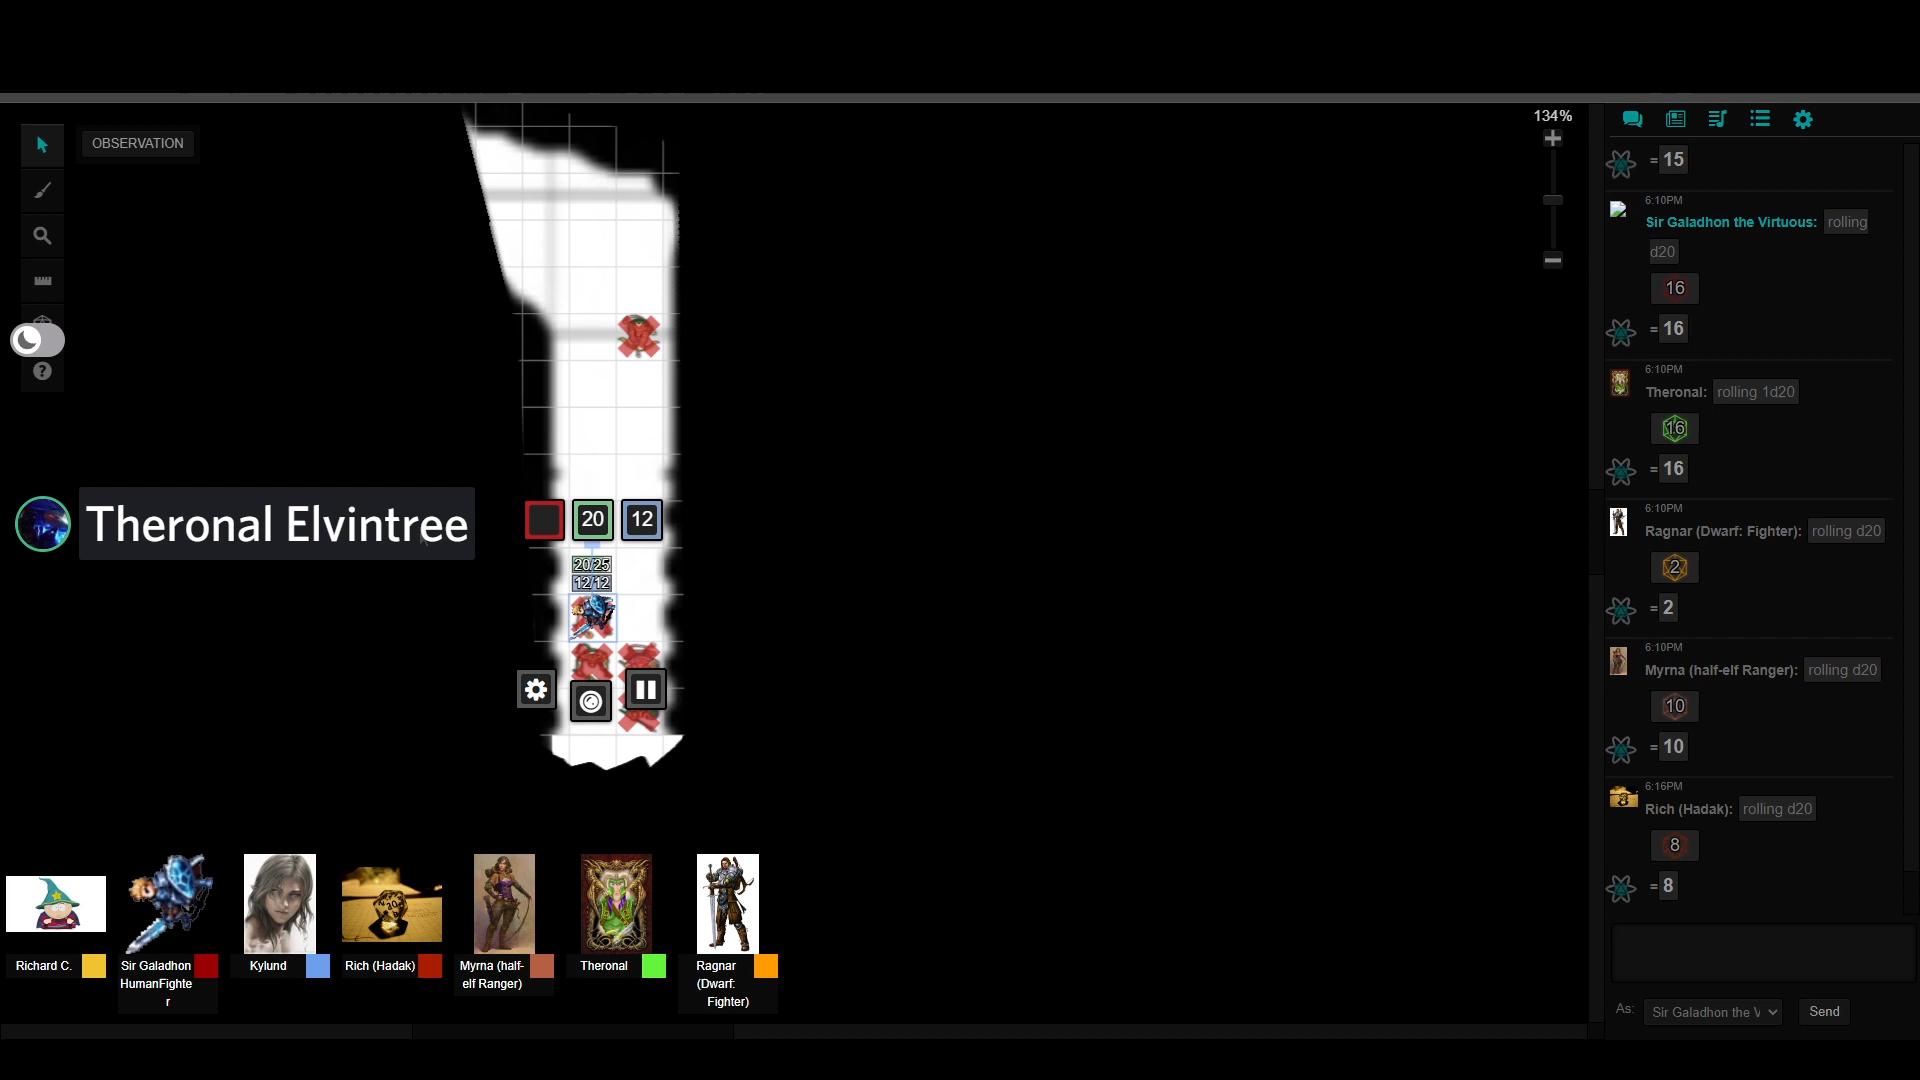 134%
OBSERVATION
= 15
6:10PM
Sir Galadhon the Virtuous: rolling
d20
16
= 16
6:10PM
Theronal: rolling 1d20
16
= 16
6:10PM
Ragnar (Dwarf: Fighter): rolling d20
2
= 2
6:10PM
Myrna (half-elf Ranger): rolling d20
10
= 10
6:16PM
Rich (Hadak): rolling d20
8
= 8
Theronal Elvintree
20 12
20/25
12/12
Richard C.
Sir Galadhon
HumanFighte
r
Kylund
Rich (Hadak)
Myrna (half-
elf Ranger)
Theronal
Ragnar
(Dwarf:
Fighter)
As: Sir Galadhon the V Send